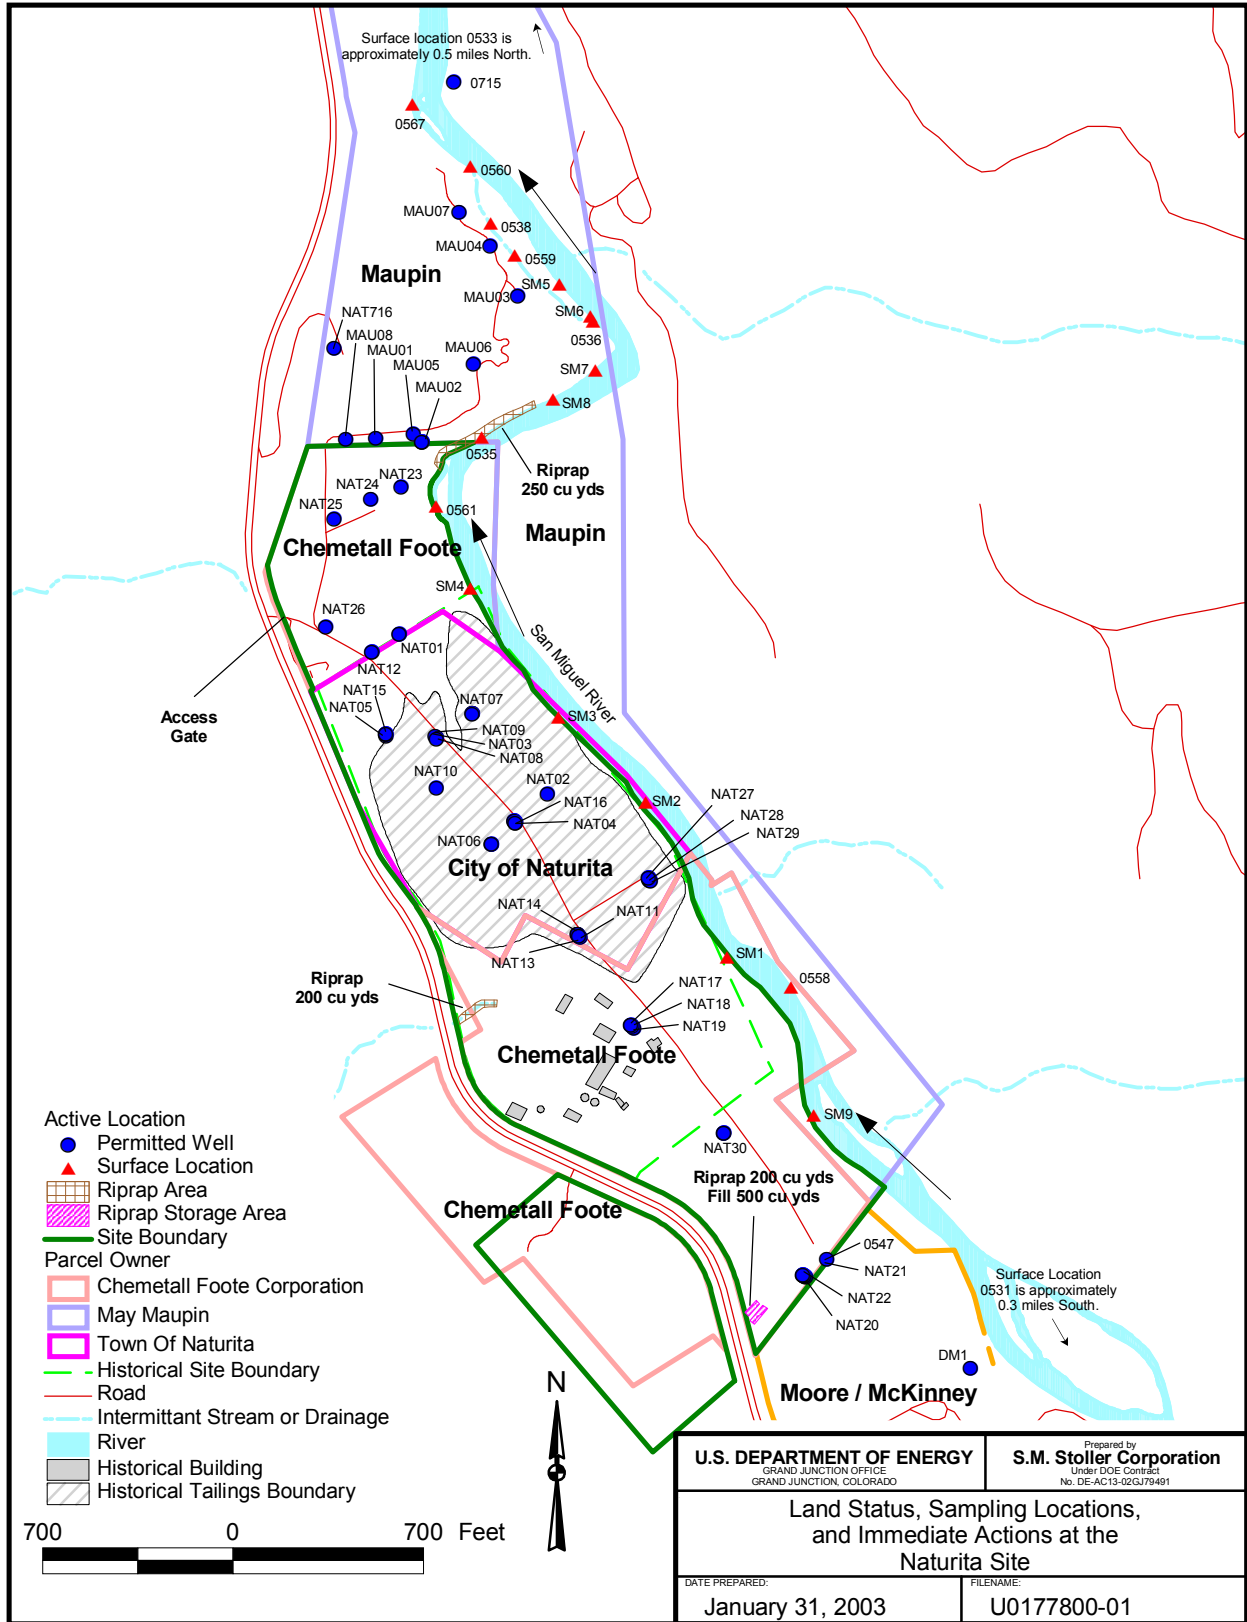 Surface location 0533 is
approximately 0.5 miles North.
0715
0567
0560
MAU07
0538
MAU04
0559
Maupin
SM5
MAU03
SM6
0536
NAT716
MAU08
MAU01
MAU05
MAU06
MAU02
SM7
SM8
0535
Riprap
250 cu yds
NAT23
NAT24
NAT25
0561
Maupin
Chemetall Foote
SM4
NAT26
NAT01
NAT12
San Miguel River
NAT15
NAT05
Access
Gate
NAT07
SM3
NAT09
NAT03
NAT08
NAT10
NAT02
NAT16
NAT04
SM2
NAT27
NAT28
NAT29
NAT06
City of Naturita
NAT14
NAT11
NAT13
SM1
0558
Riprap
200 cu yds
NAT17
NAT18
NAT19
Chemetall Foote
SM9
NAT30
Riprap 200 cu yds
Fill 500 cu yds
Chemetall Foote
0547
NAT21
NAT22
NAT20
Surface Location
0531 is approximately
0.3 miles South.
DM1
Moore / McKinney
Active Location
Permitted Well
Surface Location
Riprap Area
Riprap Storage Area
Site Boundary
Parcel Owner
Chemetall Foote Corporation
May Maupin
Town Of Naturita
Historical Site Boundary
Road
Intermittant Stream or Drainage
River
Historical Building
Historical Tailings Boundary
700 0 700 Feet
N
U.S. DEPARTMENT OF ENERGY
GRAND JUNCTION OFFICE
GRAND JUNCTION, COLORADO
Prepared by
S.M. Stoller Corporation
Under DOE Contract
No. DE-AC13-02GJ79491
Land Status, Sampling Locations,
and Immediate Actions at the
Naturita Site
DATE PREPARED:
January 31, 2003
FILENAME:
U0177800-01